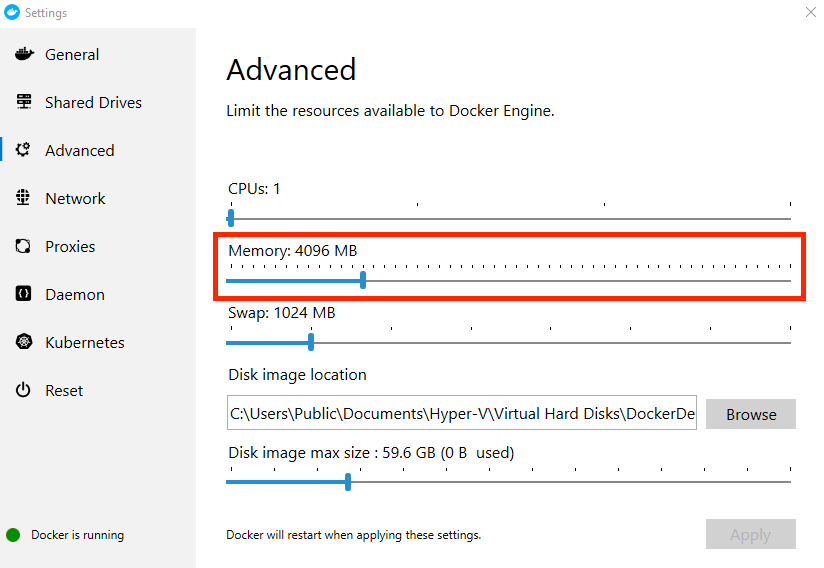 Settings
General
Shared Drives
Advanced
Network
Proxies
Daemon
Kubernetes
Reset
Docker is running
Advanced
Limit the resources available to Docker Engine.
CPUs: 1
Memory: 4096 MB
Swap: 1024 MB
Disk image location
C:\Users\Public\Documents\Hyper-V\Virtual Hard Disks\DockerDe
Browse
Disk image max size : 59.6 GB (0 B  used)
Docker will restart when applying these settings.
Apply